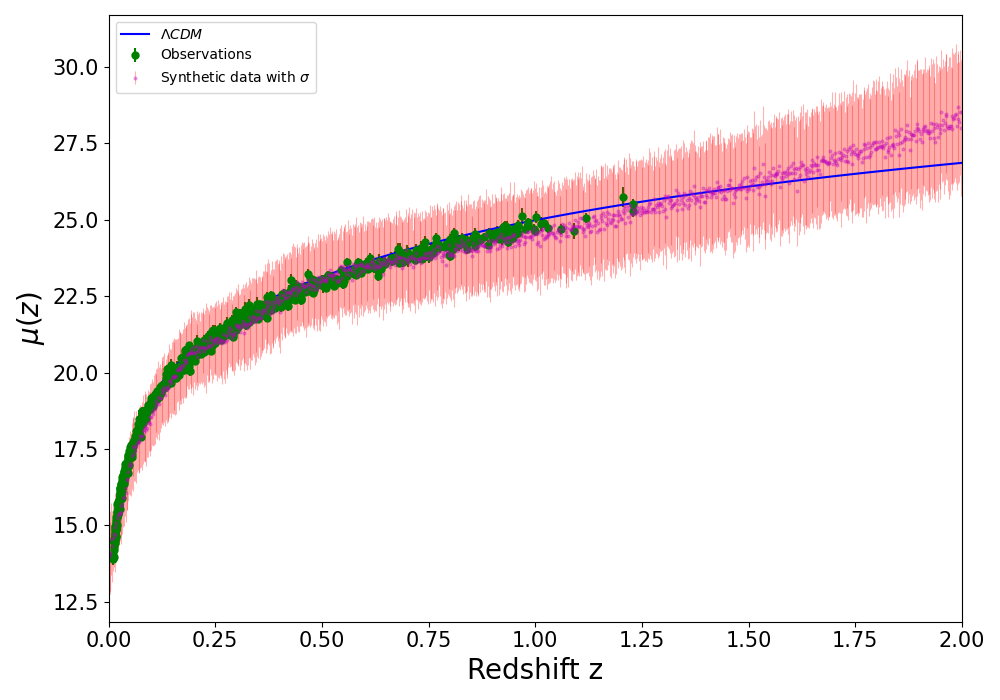 ΛCDM
Observations
Synthetic data with σ
30.0
27.5
25.0
22.5
20.0
17.5
15.0
12.5
μ(z)
0.00 0.25 0.50 0.75 1.00 1.25 1.50 1.75 2.00
Redshift z